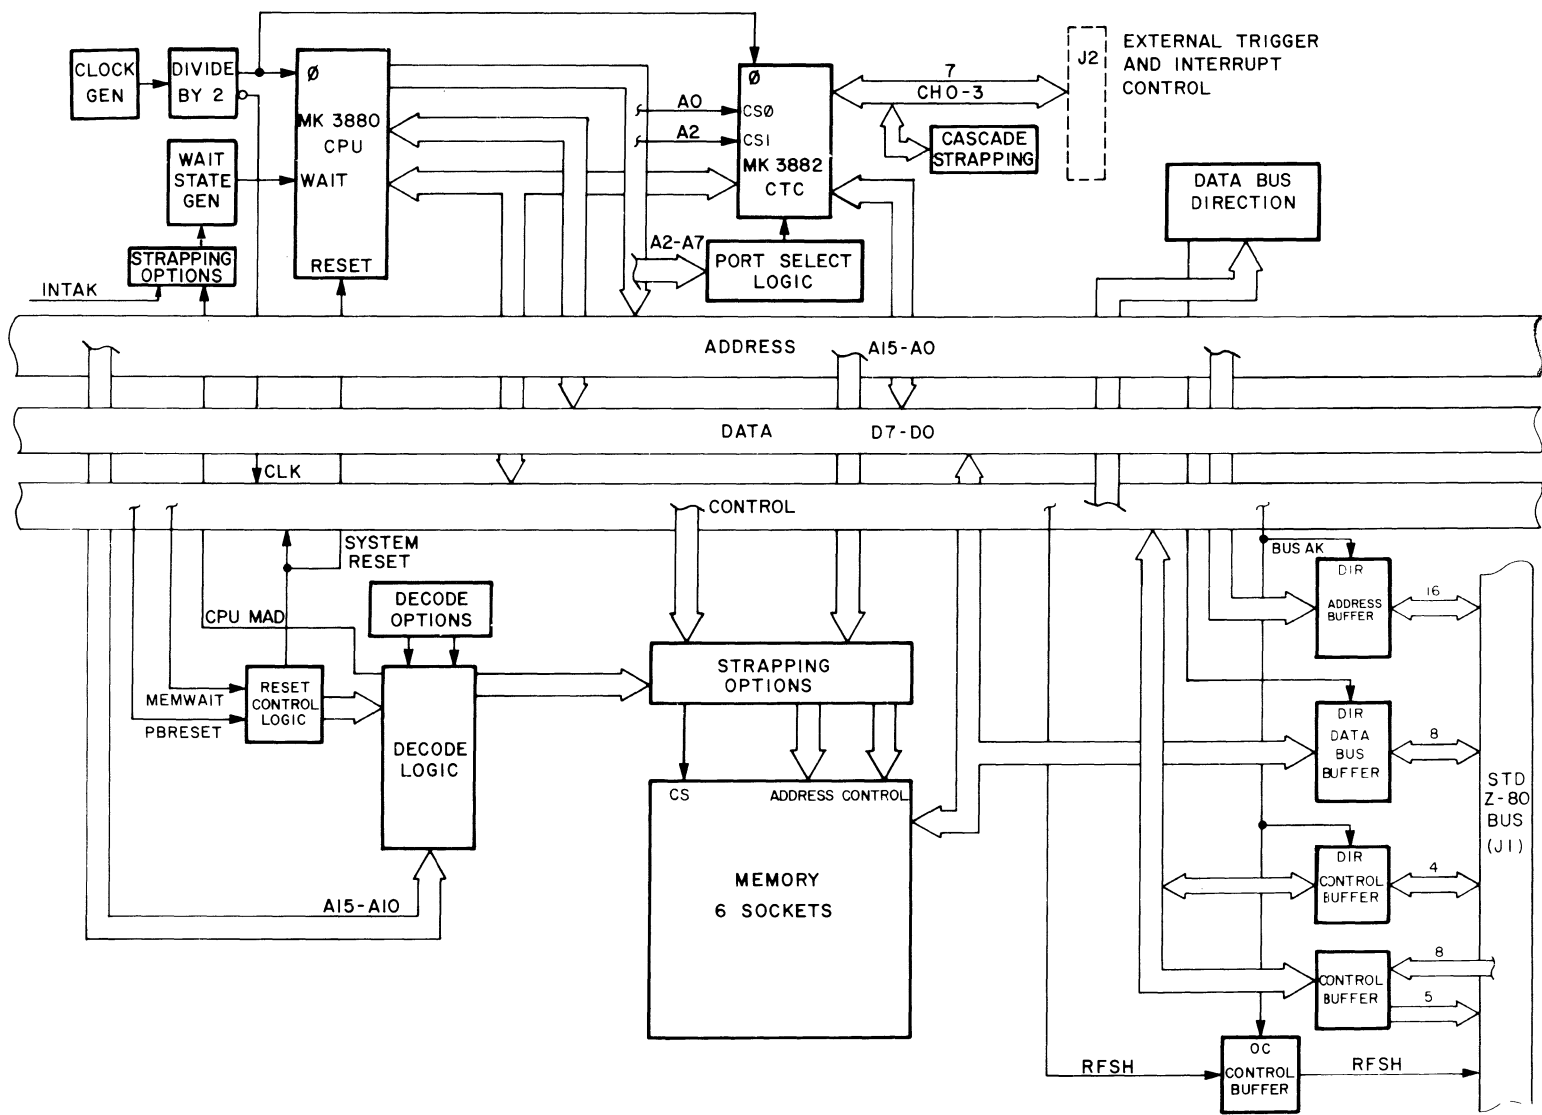 CLOCK
GEN
DIVIDE
BY 2
Ø
MK 3880
CPU
WAIT
RESET
WAIT
STATE
GEN
STRAPPING
OPTIONS
INTAK
A0
A2
Ø
CSØ
CS1
MK 3882
CTC
7
CH0-3
J2
EXTERNAL TRIGGER
AND INTERRUPT
CONTROL
CASCADE
STRAPPING
A2-A7
PORT SELECT
LOGIC
DATA BUS
DIRECTION
ADDRESS A15-A0
DATA D7-D0
CLK
CONTROL
SYSTEM
RESET
BUS AK
CPU MAD
DECODE
OPTIONS
MEMWAIT
PBRESET
RESET
CONTROL
LOGIC
DECODE
LOGIC
A15-A10
STRAPPING
OPTIONS
CS ADDRESS CONTROL
MEMORY
6 SOCKETS
DIR
ADDRESS
BUFFER
16
DIR
DATA
BUS
BUFFER
8
DIR
CONTROL
BUFFER
4
CONTROL
BUFFER
8
5
RFSH
OC
CONTROL
BUFFER
RFSH
STD
Z-80
BUS
(J1)